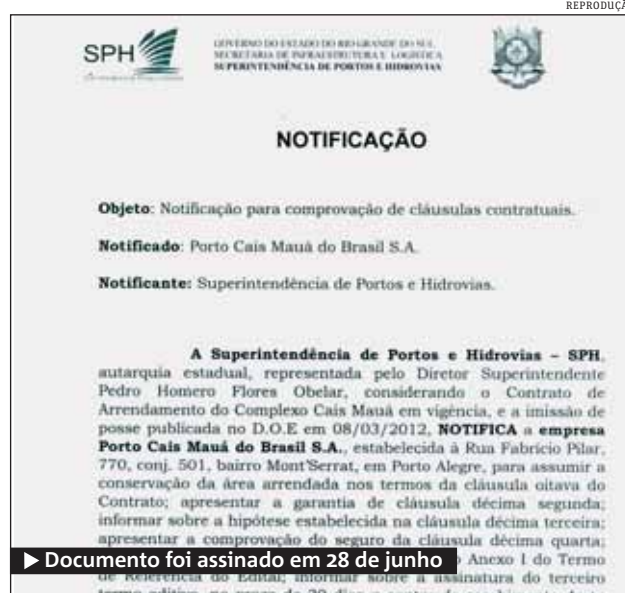 REPRODUÇÃ
SPH
GOVERNO DO ESTADO DO RIO GRANDE DO SUL
SECRETARIA DE INFRAESTRUTURA E LOGÍSTICA
SUPERINTENDÊNCIA DE PORTOS E HIDROVIAS
NOTIFICAÇÃO
Objeto: Notificação para comprovação de cláusulas contratuais.
Notificado: Porto Cais Mauá do Brasil S.A.
Notificante: Superintendência de Portos e Hidrovias.
A Superintendência de Portos e Hidrovias – SPH,
autarquia estadual, representada pelo Diretor Superintendente
Pedro Homero Flores Obelar, considerando o Contrato de
Arrendamento do Complexo Cais Mauá em vigência, e a imissão de
posse publicada no D.O.E em 08/03/2012, NOTIFICA a empresa
Porto Cais Mauá do Brasil S.A., estabelecida à Rua Fabrício Pilar,
770, conj. 501, bairro Mont'Serrat, em Porto Alegre, para assumir a
conservação da área arrendada nos termos da cláusula oitava do
Contrato; apresentar a garantia de cláusula décima segunda;
informar sobre a hipótese estabelecida na cláusula décima terceira;
apresentar a comprovação do seguro da cláusula décima quarta;
▶ Documento foi assinado em 28 de junho
Anexo I do Termo
de Referência do Edital; informar sobre a assinatura do terceiro